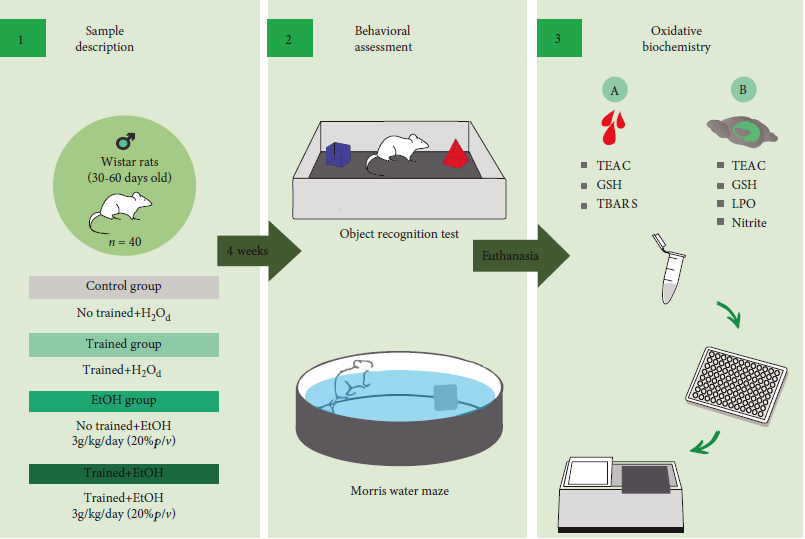 1
Sample
description
♂
Wistar rats
(30-60 days old)
n = 40
Control group
No trained+H₂O_d
Trained group
Trained+H₂O_d
EtOH group
No trained+EtOH
3g/kg/day (20%p/v)
Trained+EtOH
Trained+EtOH
3g/kg/day (20%p/v)
4 weeks
2
Behavioral
assessment
Object recognition test
Morris water maze
Euthanasia
3
Oxidative
biochemistry
A
TEAC
GSH
TBARS
B
TEAC
GSH
LPO
Nitrite